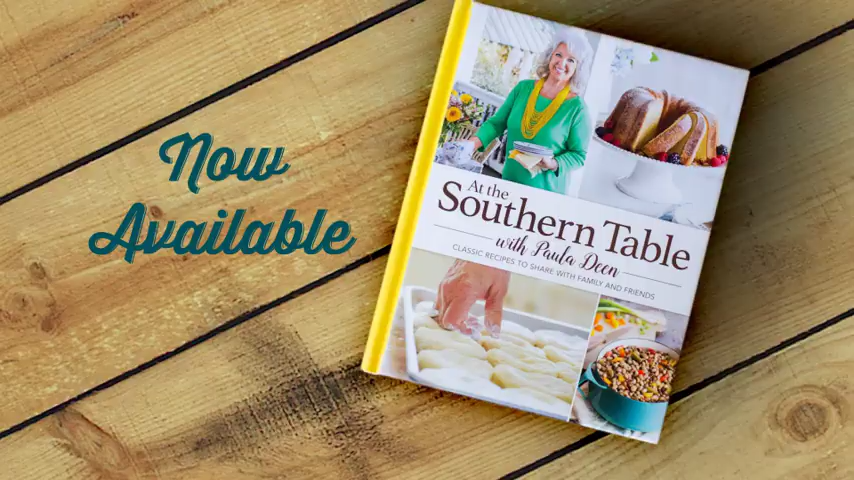 Now
Available
At the
Southern Table
with Paula Deen
CLASSIC RECIPES TO SHARE WITH FAMILY AND FRIENDS